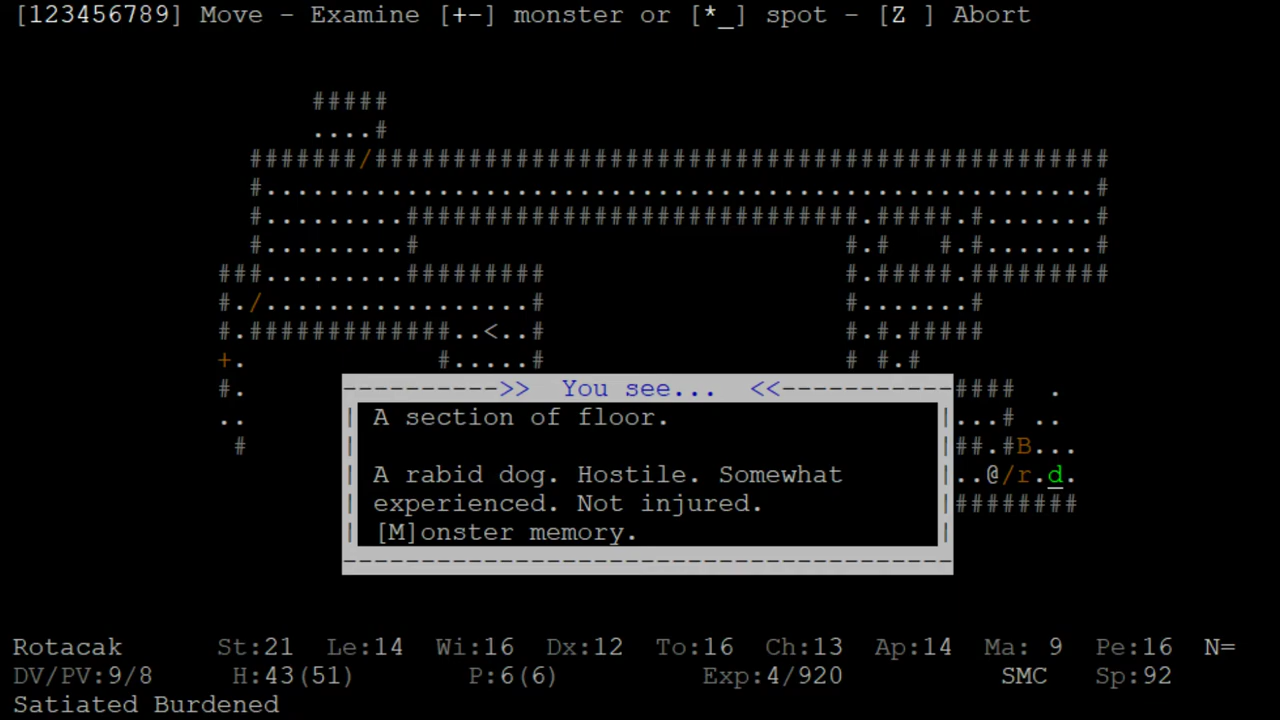 [123456789] Move - Examine [+-] monster or [*_] spot - [Z ] Abort
#####
....#
#######/###############################################
#.....................................................#
#.........#############################.#####.#.......#
#.........#                            #.#    #.#.......#
###.........#########                   #.#####.#########
#./.................#                   #.......#
#.#############..<..#                   #.#.#####
+.             #.....#                   # #.#
#.
..
#
---------->>  You see...  <<----------
A section of floor.
A rabid dog. Hostile. Somewhat
experienced. Not injured.
[M]onster memory.
####   .
...#  ..
##.#B...
..@/r.d.
########
Rotacak      St:21  Le:14  Wi:16  Dx:12  To:16  Ch:13  Ap:14  Ma: 9  Pe:16  N=
DV/PV:9/8     H:43(51)       P:6(6)         Exp:4/920          SMC    Sp:92
Satiated Burdened